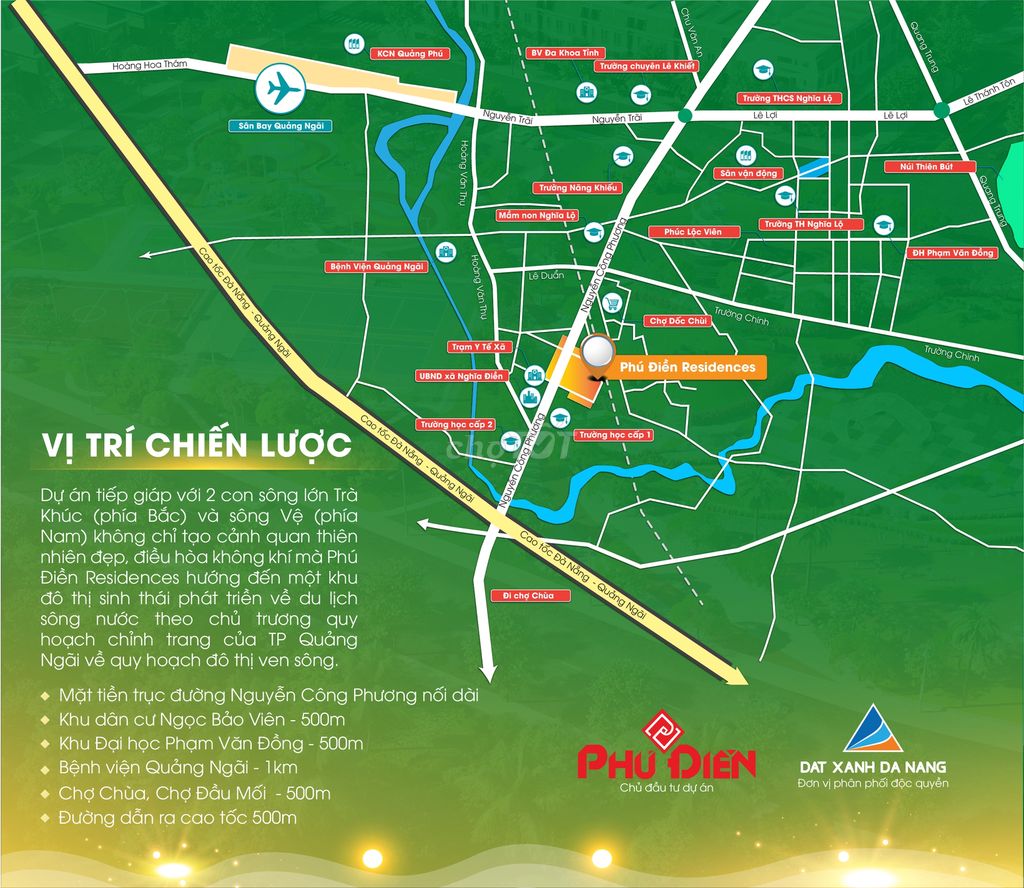 Chu Văn An
Quang Trung
KCN Quảng Phú
BV Đa Khoa Tỉnh
Trường chuyên Lê Khiết
Hoàng Hoa Thám
Sân Bay Quảng Ngãi
Nguyễn Trãi
Nguyễn Trãi
Trường THCS Nghĩa Lộ
Lê Lợi
Lê Lợi
Lê Thánh Tôn
Hoàng Văn Thụ
Trường Năng Khiếu
Sân vận động
Núi Thiên Bút
Quang Trung
Mầm non Nghĩa Lộ
Phúc Lộc Viên
Trường TH Nghĩa Lộ
ĐH Phạm Văn Đồng
Bệnh Viện Quảng Ngãi
Hoàng Văn Thụ
Lê Duẩn
Nguyễn Công Phương
Cao tốc Đà Nẵng - Quảng Ngãi
Chợ Dốc Chùi
Trường Chinh
Trường Chinh
Trạm Y Tế Xã
UBND xã Nghĩa Điền
Phú Điền Residences
Trường học cấp 2
Trường học cấp 1
chợTỐT
Nguyễn Công Phương
Cao tốc Đà Nẵng - Quảng Ngãi
Cao tốc Đà Nẵng - Quảng Ngãi
Đi chợ Chùa
VỊ TRÍ CHIẾN LƯỢC
Dự án tiếp giáp với 2 con sông lớn Trà
Khúc (phía Bắc) và sông Vệ (phía
Nam) không chỉ tạo cảnh quan thiên
nhiên đẹp, điều hòa không khí mà Phú
Điền Residences hướng đến một khu
đô thị sinh thái phát triển về du lịch
sông nước theo chủ trương quy
hoạch chỉnh trang của TP Quảng
Ngãi về quy hoạch đô thị ven sông.
Mặt tiền trục đường Nguyễn Công Phương nối dài
Khu dân cư Ngọc Bảo Viên - 500m
Khu Đại học Phạm Văn Đồng - 500m
Bệnh viện Quảng Ngãi - 1km
Chợ Chùa, Chợ Đầu Mối - 500m
Đường dẫn ra cao tốc 500m
PHÚ ĐIỀN
Chủ đầu tư dự án
DAT XANH DA NANG
Đơn vị phân phối độc quyền